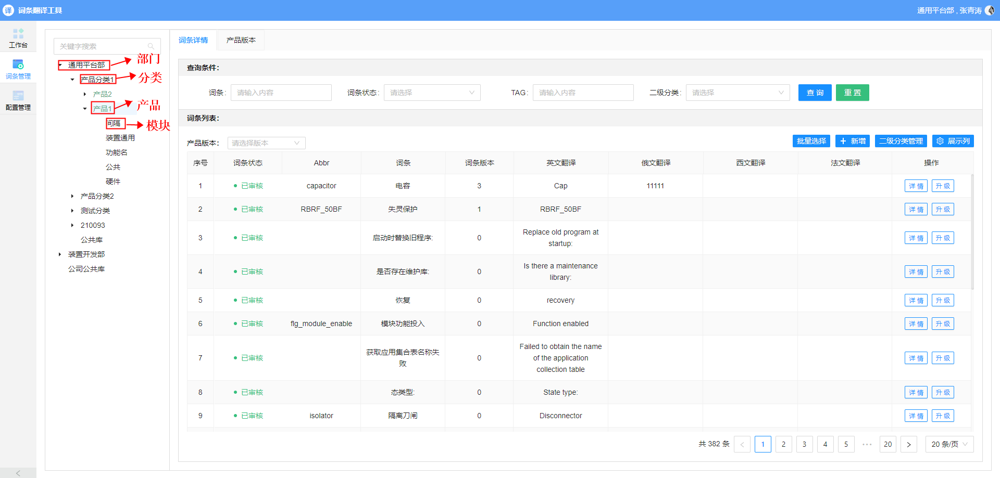 译 词条翻译工具
通用平台部 , 张青涛
工作台
词条管理
配置管理
关键字搜索
通用平台部
部门
产品分类1
分类
产品2
产品1
产品
间隔
模块
装置通用
功能名
公共
硬件
产品分类2
测试分类
210093
公共库
装置开发部
公司公共库
词条详情 产品版本
查询条件:
词条: 请输入内容 词条状态: 请选择 TAG: 请输入内容 二级分类: 请选择 查 询 重 置
词条列表:
产品版本: 请选择版本 批量选择 + 新增 二级分类管理 展示列
序号 词条状态 Abbr 词条 词条版本 英文翻译 俄文翻译 西文翻译 法文翻译 操作
1 已审核 capacitor 电容 3 Cap 11111 详 情 升 级
2 已审核 RBRF_50BF 失灵保护 1 RBRF_50BF 详 情 升 级
3 已审核 启动时替换旧程序: 0 Replace old program at
startup: 详 情 升 级
4 已审核 是否存在维护库: 0 Is there a maintenance
library: 详 情 升 级
5 已审核 恢复 0 recovery 详 情 升 级
6 已审核 flg_module_enable 模块功能投入 0 Function enabled 详 情 升 级
7 已审核 获取应用集合表名称失
败 0 Failed to obtain the name
of the application
collection table 详 情 升 级
8 已审核 态类型: 0 State type: 详 情 升 级
9 已审核 isolator 隔离刀闸 0 Disconnector 详 情 升 级
共 382 条 < 1 2 3 4 5 ••• 20 > 20 条/页